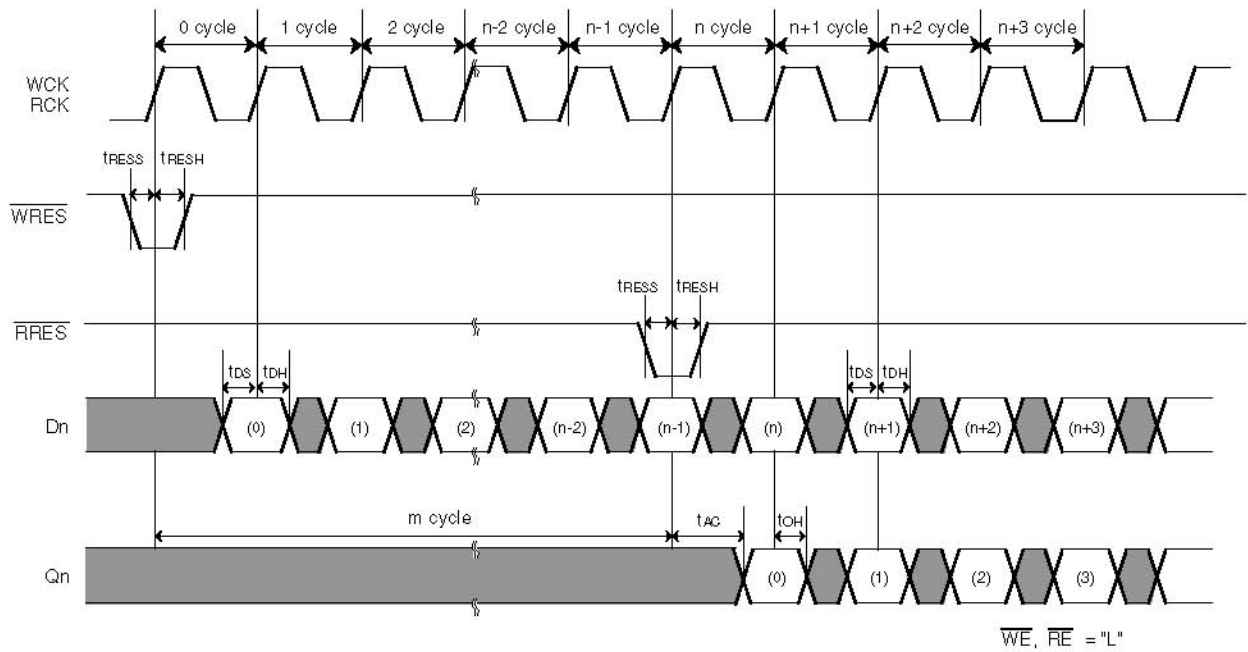 0 cycle 1 cycle 2 cycle n-2 cycle n-1 cycle n cycle n+1 cycle n+2 cycle n+3 cycle
WCK
RCK
tRESS tRESH
WRES
tRESS tRESH
RRES
tDS tDH tDS tDH
Dn (0) (1) (2) (n-2) (n-1) (n) (n+1) (n+2) (n+3)
m cycle tAC tOH
Qn (0) (1) (2) (3)
WE, RE = "L"